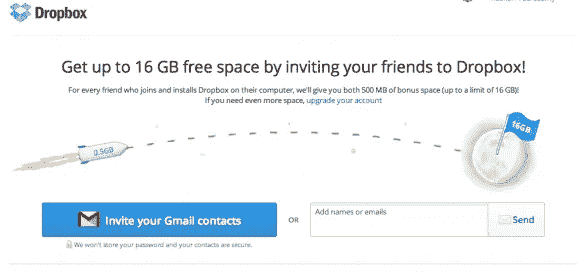 Dropbox
Get up to 16 GB free space by inviting your friends to Dropbox!
For every friend who joins and installs Dropbox on their computer, we'll give you both 500 MB of bonus space (up to a limit of 16 GB)!
If you need even more space, upgrade your account
16GB
0.5GB
Invite your Gmail contacts
OR
Add names or emails
Send
We won't store your password and your contacts are secure.